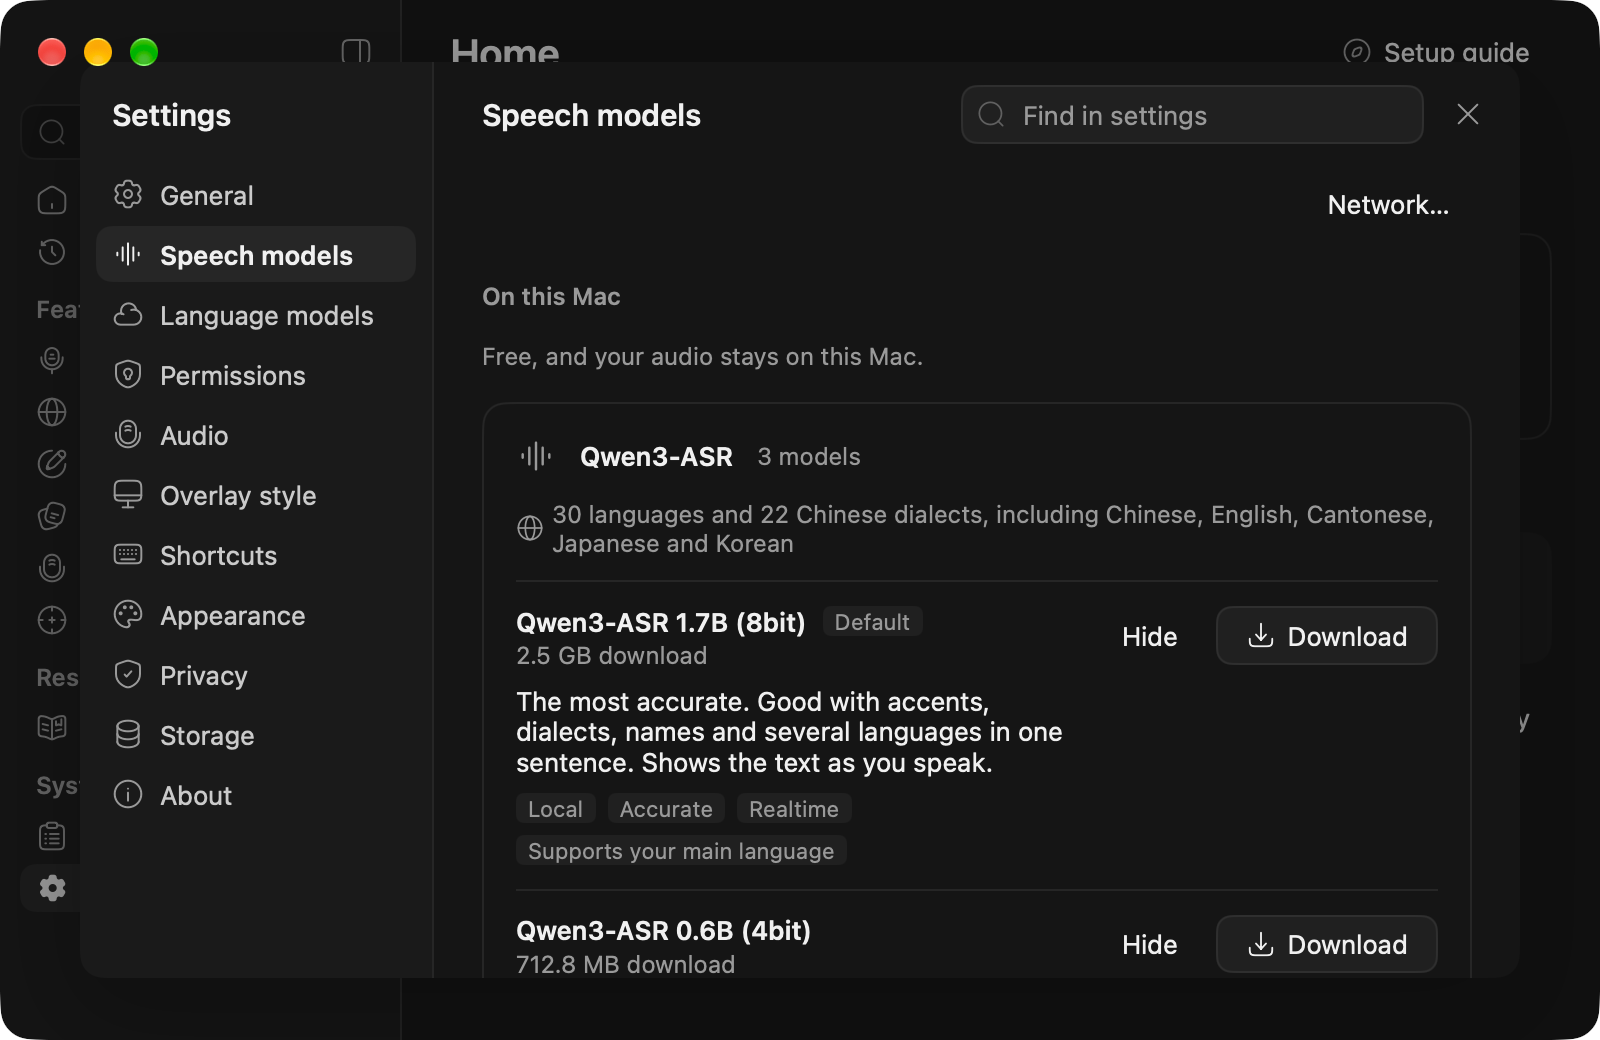 Home
Setup guide
Settings
Speech models
Find in settings
General
Speech models
Language models
Permissions
Audio
Overlay style
Shortcuts
Appearance
Privacy
Storage
About
Network...
On this Mac
Free, and your audio stays on this Mac.
Qwen3-ASR 3 models
30 languages and 22 Chinese dialects, including Chinese, English, Cantonese,
Japanese and Korean
Qwen3-ASR 1.7B (8bit) Default
2.5 GB download
Hide
Download
The most accurate. Good with accents,
dialects, names and several languages in one
sentence. Shows the text as you speak.
Local Accurate Realtime
Supports your main language
Qwen3-ASR 0.6B (4bit)
712.8 MB download
Hide
Download